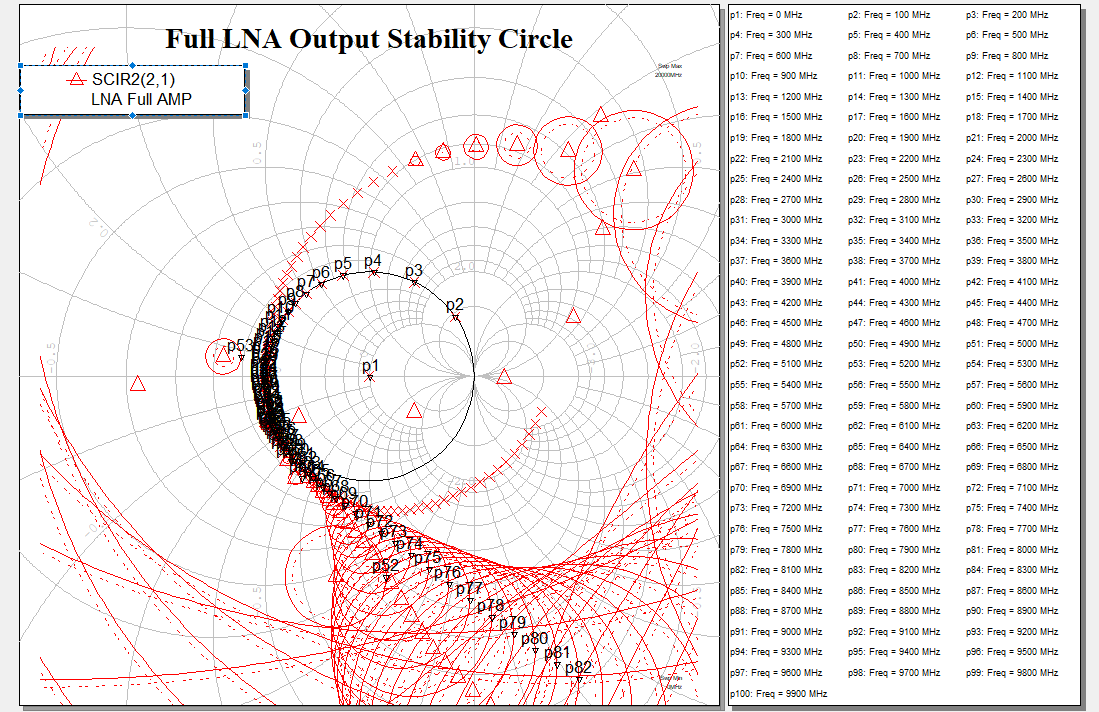 Full LNA Output Stability Circle
Swp Max
20000MHz
SCIR2(2,1)
LNA Full AMP
0.5
1.0
0.2
2.0
-0.5
-2.0
p1
p2
p3
p4
p5
p6
p7
p8
p53
p70
p71
p72
p73
p74
p75
p76
p77
p78
p79
p80
p81
p82
Swp Min
0MHz
p1: Freq = 0 MHz p2: Freq = 100 MHz p3: Freq = 200 MHz
p4: Freq = 300 MHz p5: Freq = 400 MHz p6: Freq = 500 MHz
p7: Freq = 600 MHz p8: Freq = 700 MHz p9: Freq = 800 MHz
p10: Freq = 900 MHz p11: Freq = 1000 MHz p12: Freq = 1100 MHz
p13: Freq = 1200 MHz p14: Freq = 1300 MHz p15: Freq = 1400 MHz
p16: Freq = 1500 MHz p17: Freq = 1600 MHz p18: Freq = 1700 MHz
p19: Freq = 1800 MHz p20: Freq = 1900 MHz p21: Freq = 2000 MHz
p22: Freq = 2100 MHz p23: Freq = 2200 MHz p24: Freq = 2300 MHz
p25: Freq = 2400 MHz p26: Freq = 2500 MHz p27: Freq = 2600 MHz
p28: Freq = 2700 MHz p29: Freq = 2800 MHz p30: Freq = 2900 MHz
p31: Freq = 3000 MHz p32: Freq = 3100 MHz p33: Freq = 3200 MHz
p34: Freq = 3300 MHz p35: Freq = 3400 MHz p36: Freq = 3500 MHz
p37: Freq = 3600 MHz p38: Freq = 3700 MHz p39: Freq = 3800 MHz
p40: Freq = 3900 MHz p41: Freq = 4000 MHz p42: Freq = 4100 MHz
p43: Freq = 4200 MHz p44: Freq = 4300 MHz p45: Freq = 4400 MHz
p46: Freq = 4500 MHz p47: Freq = 4600 MHz p48: Freq = 4700 MHz
p49: Freq = 4800 MHz p50: Freq = 4900 MHz p51: Freq = 5000 MHz
p52: Freq = 5100 MHz p53: Freq = 5200 MHz p54: Freq = 5300 MHz
p55: Freq = 5400 MHz p56: Freq = 5500 MHz p57: Freq = 5600 MHz
p58: Freq = 5700 MHz p59: Freq = 5800 MHz p60: Freq = 5900 MHz
p61: Freq = 6000 MHz p62: Freq = 6100 MHz p63: Freq = 6200 MHz
p64: Freq = 6300 MHz p65: Freq = 6400 MHz p66: Freq = 6500 MHz
p67: Freq = 6600 MHz p68: Freq = 6700 MHz p69: Freq = 6800 MHz
p70: Freq = 6900 MHz p71: Freq = 7000 MHz p72: Freq = 7100 MHz
p73: Freq = 7200 MHz p74: Freq = 7300 MHz p75: Freq = 7400 MHz
p76: Freq = 7500 MHz p77: Freq = 7600 MHz p78: Freq = 7700 MHz
p79: Freq = 7800 MHz p80: Freq = 7900 MHz p81: Freq = 8000 MHz
p82: Freq = 8100 MHz p83: Freq = 8200 MHz p84: Freq = 8300 MHz
p85: Freq = 8400 MHz p86: Freq = 8500 MHz p87: Freq = 8600 MHz
p88: Freq = 8700 MHz p89: Freq = 8800 MHz p90: Freq = 8900 MHz
p91: Freq = 9000 MHz p92: Freq = 9100 MHz p93: Freq = 9200 MHz
p94: Freq = 9300 MHz p95: Freq = 9400 MHz p96: Freq = 9500 MHz
p97: Freq = 9600 MHz p98: Freq = 9700 MHz p99: Freq = 9800 MHz
p100: Freq = 9900 MHz